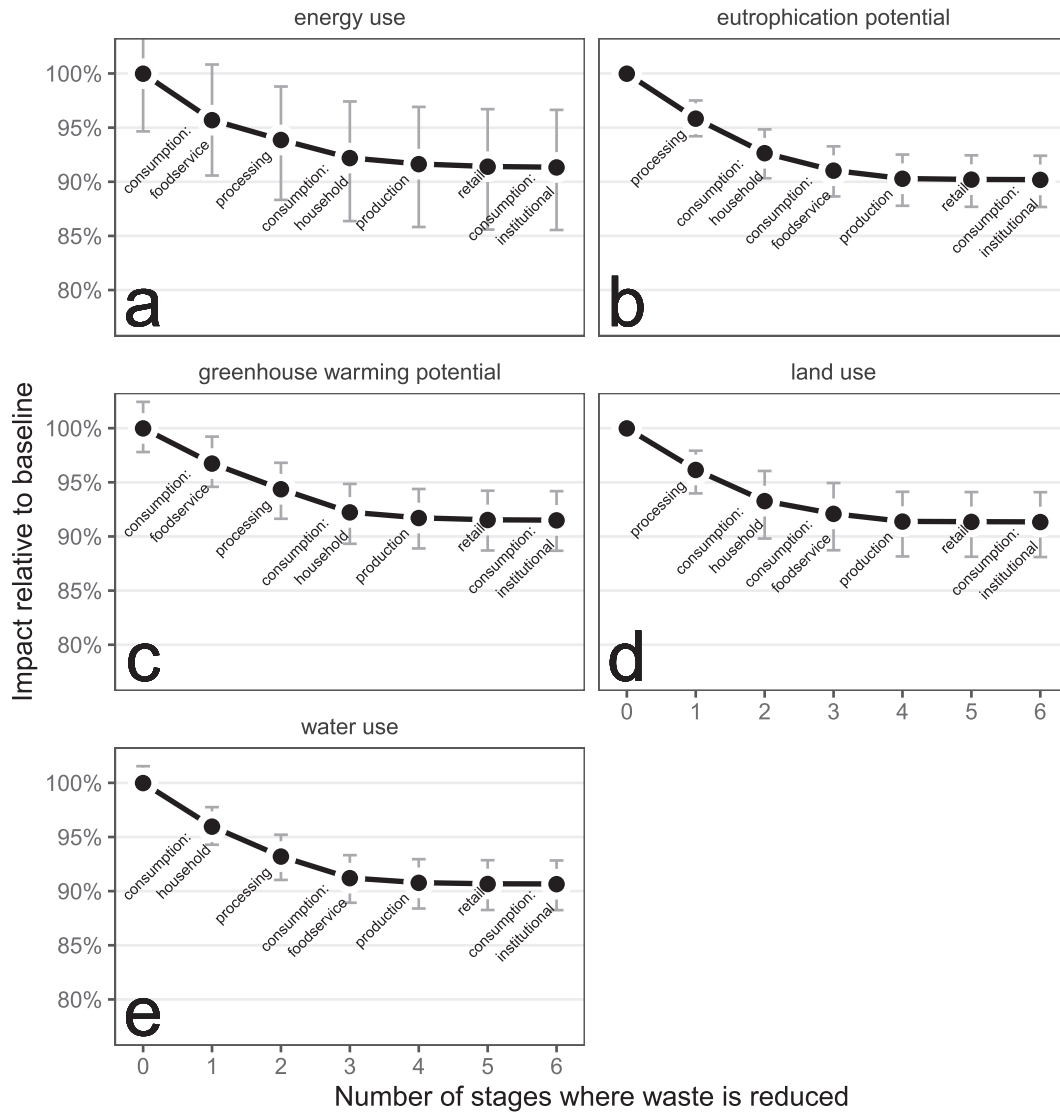 energy use
100%
95%
90%
85%
80%
consumption:
foodservice
processing
consumption:
household
production
retail
consumption:
institutional
a
eutrophication potential
processing
consumption:
household
consumption:
foodservice
production
retail
consumption:
institutional
b
Impact relative to baseline
greenhouse warming potential
100%
95%
90%
85%
80%
consumption:
foodservice
processing
consumption:
household
production
retail
consumption:
institutional
c
land use
processing
consumption:
household
consumption:
foodservice
production
retail
consumption:
institutional
d
0 1 2 3 4 5 6
water use
100%
95%
90%
85%
80%
consumption:
household
processing
consumption:
foodservice
production
retail
consumption:
institutional
e
0 1 2 3 4 5 6
Number of stages where waste is reduced